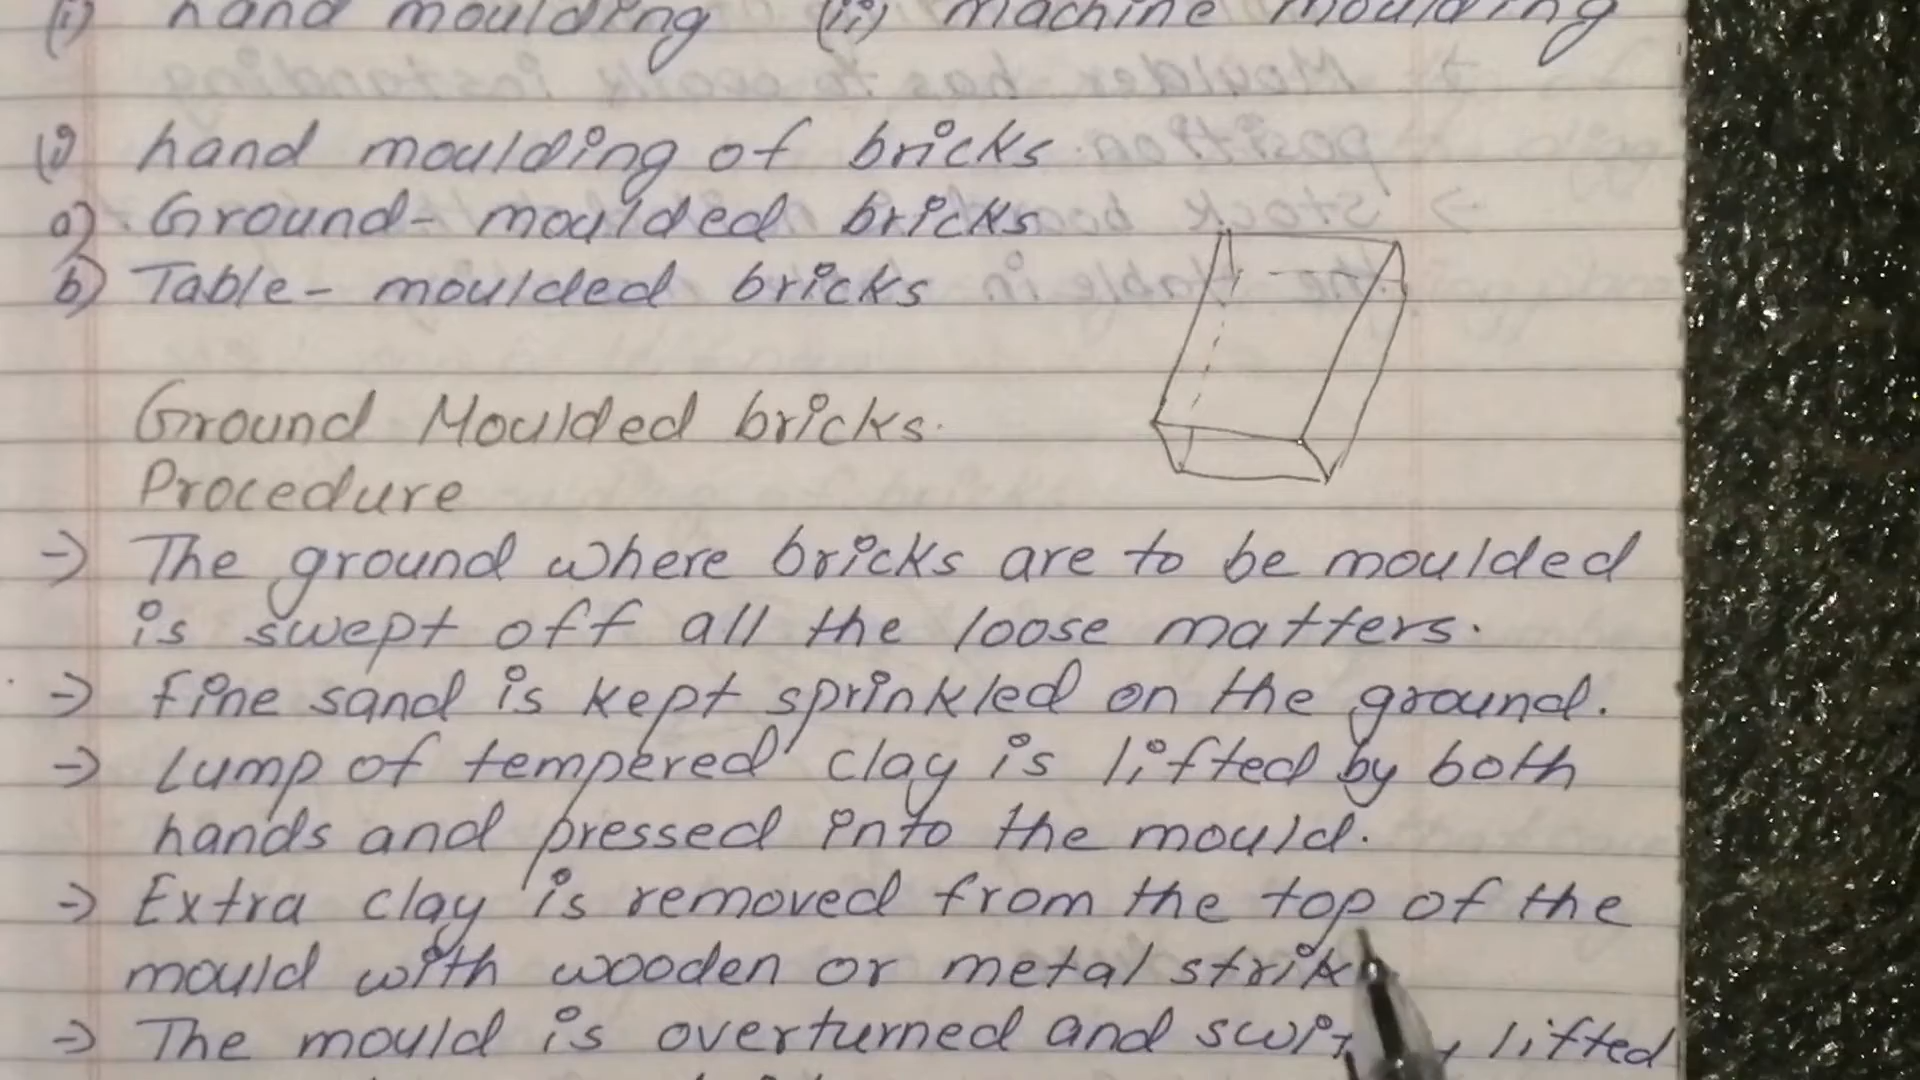 (i) hand moulding (ii) machine moulding
(i) hand moulding of bricks.
a) Ground-moulded bricks
b) Table-moulded bricks
Ground Moulded bricks.
Procedure
→ The ground where bricks are to be moulded
is swept off all the loose matters.
→ fine sand is kept sprinkled on the ground.
→ Lump of tempered clay is lifted by both
hands and pressed into the mould.
→ Extra clay is removed from the top of the
mould with wooden or metal strik
→ The mould is overturned and lifted